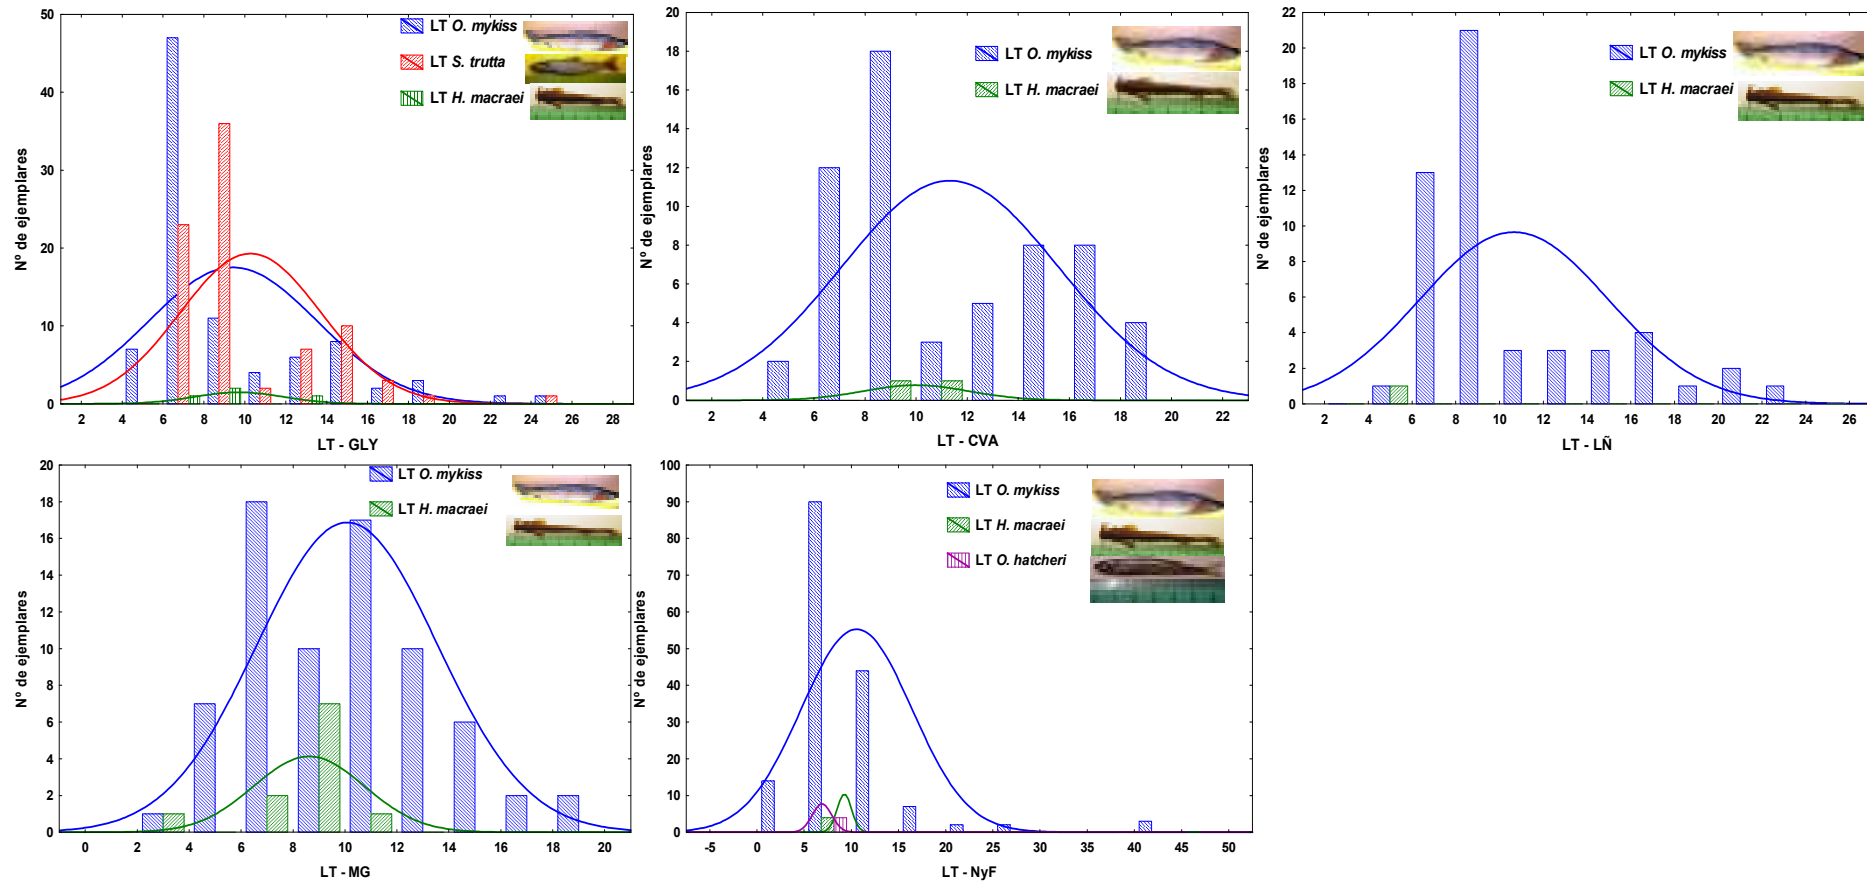 50
40
30
20
10
0
Nº de ejemplares
LT O. mykiss
LT S. trutta
LT H. macraei
2 4 6 8 10 12 14 16 18 20 22 24 26 28
LT - GLY
20
18
16
14
12
10
8
6
4
2
0
Nº de ejemplares
LT O. mykiss
LT H. macraei
2 4 6 8 10 12 14 16 18 20 22
LT - CVA
22
20
18
16
14
12
10
8
6
4
2
0
Nº de ejemplares
LT O. mykiss
LT H. macraei
2 4 6 8 10 12 14 16 18 20 22 24 26
LT - LÑ
20
18
16
14
12
10
8
6
4
2
0
Nº de ejemplares
LT O. mykiss
LT H. macraei
0 2 4 6 8 10 12 14 16 18 20
LT - MG
100
90
80
70
60
50
40
30
20
10
0
Nº de ejemplares
LT O. mykiss
LT H. macraei
LT O. hatcheri
-5 0 5 10 15 20 25 30 35 40 45 50
LT - NyF